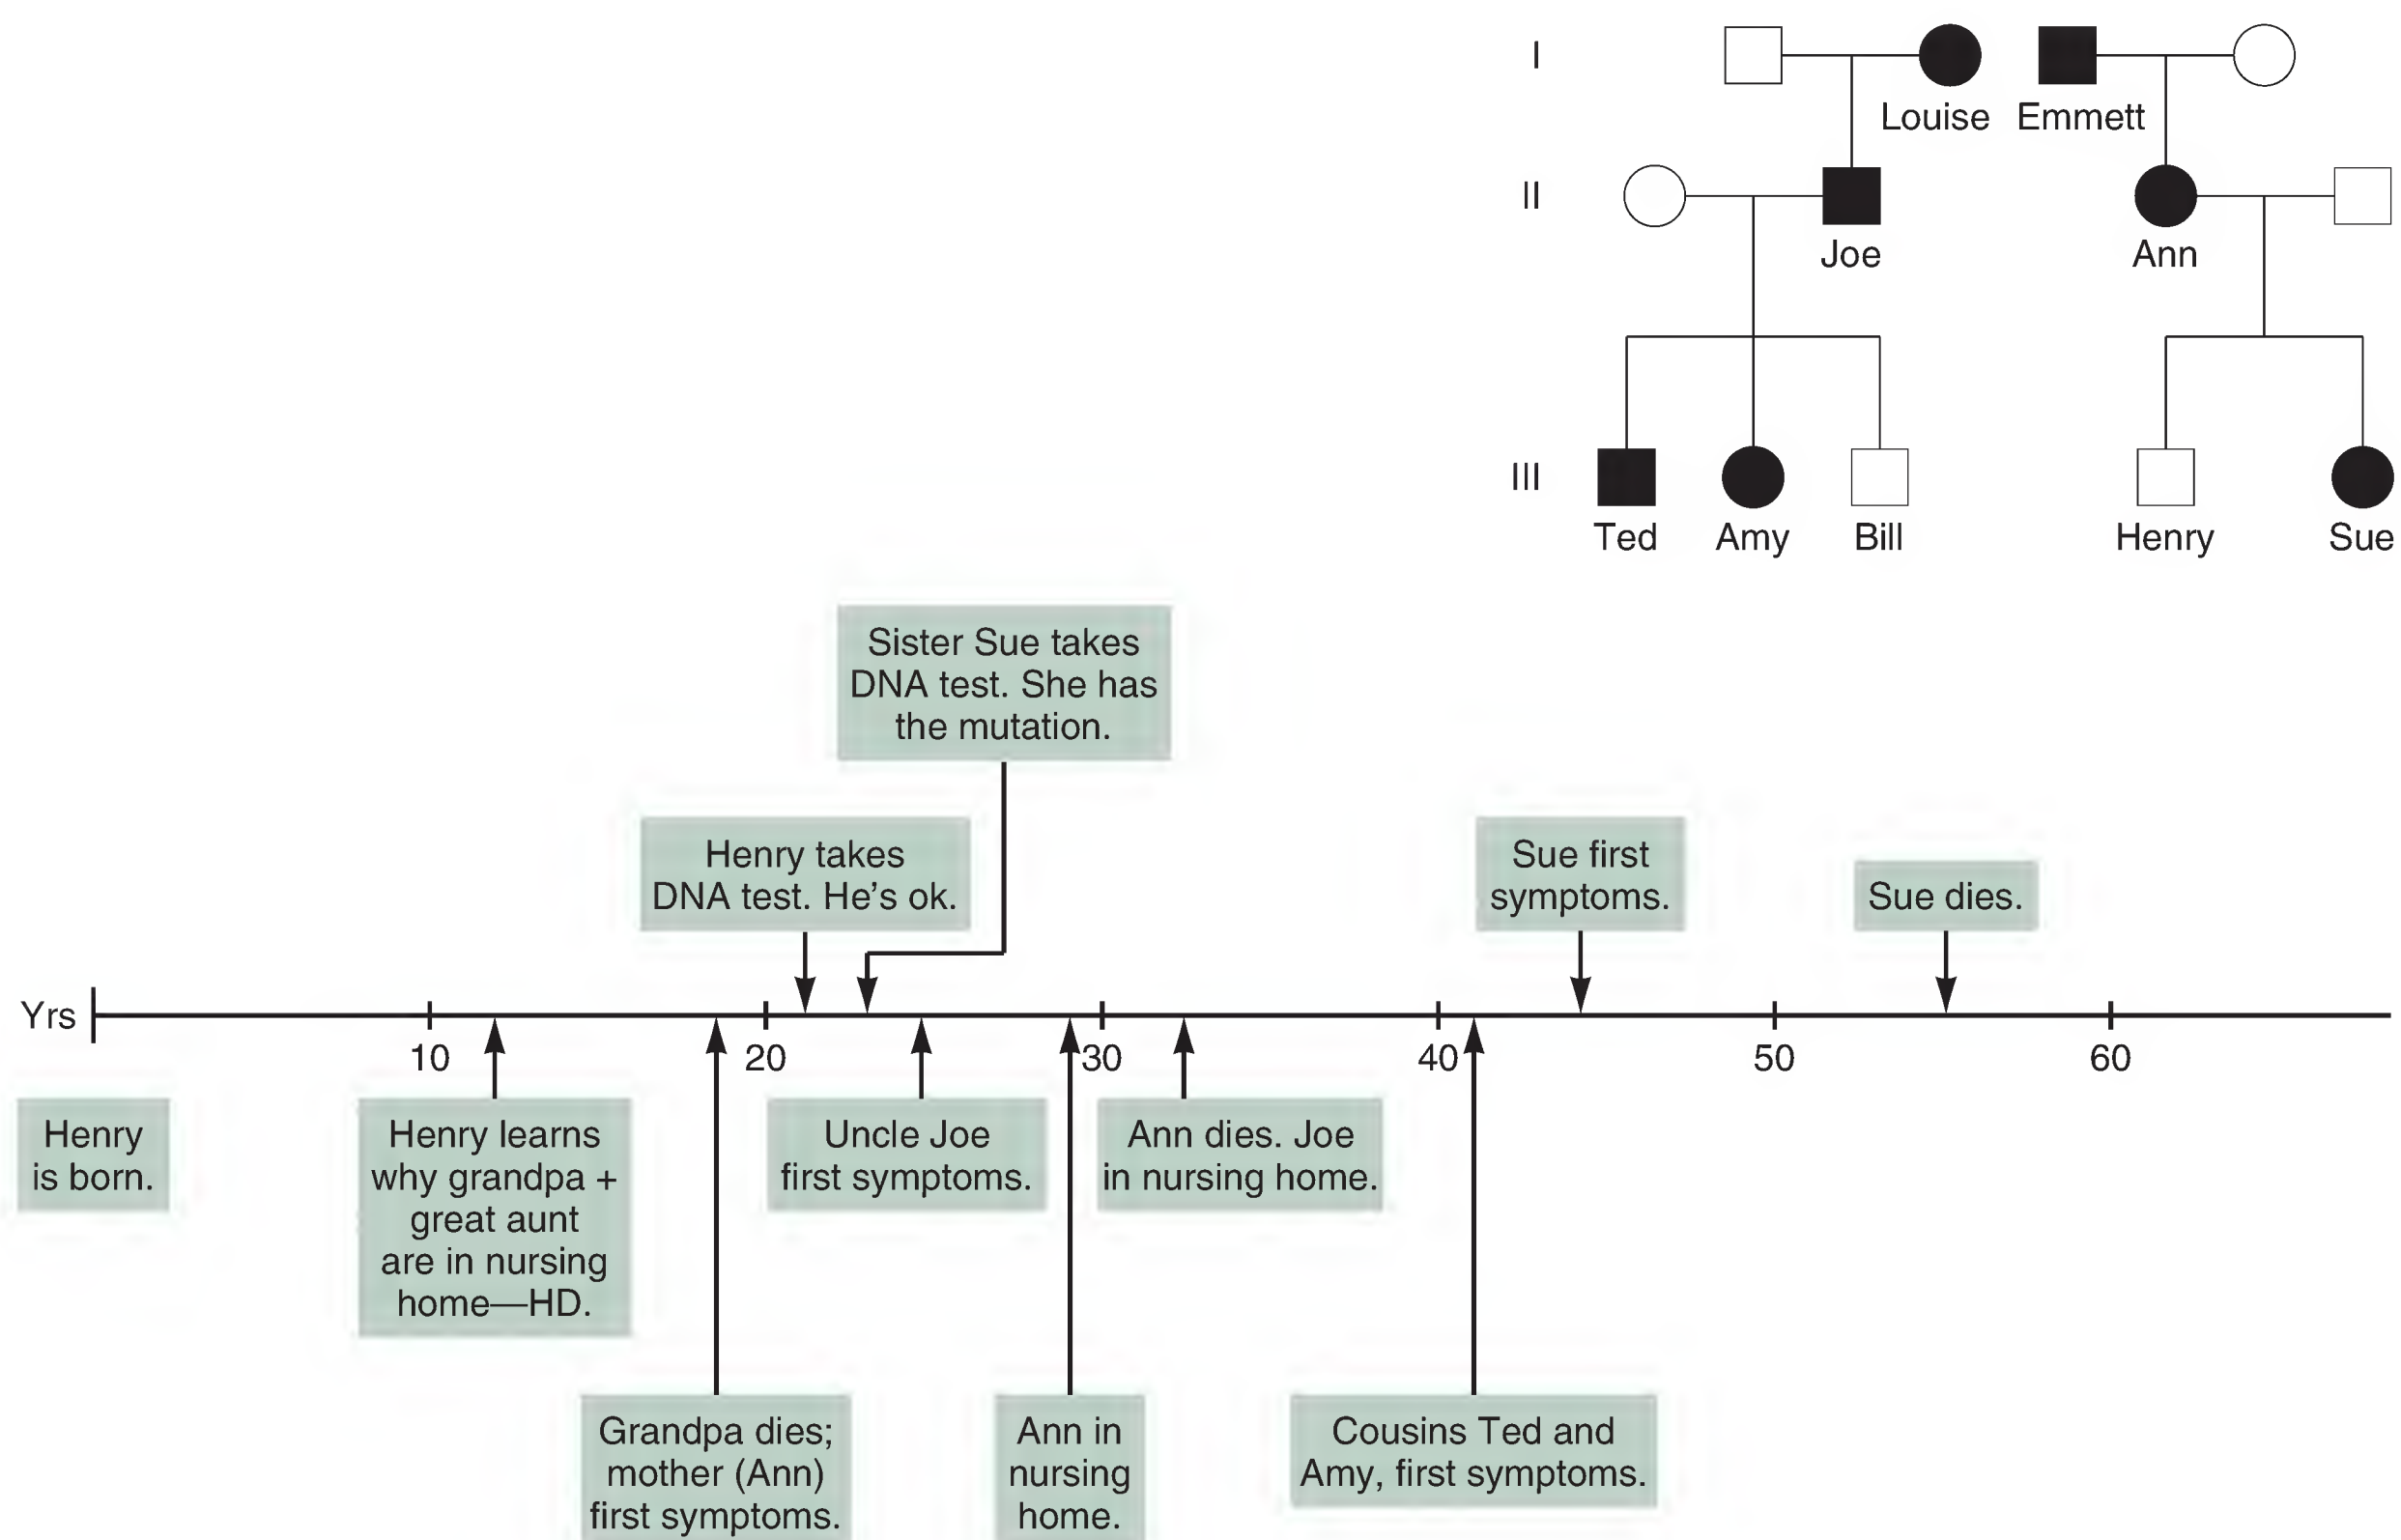 I
Louise
Emmett
II
Joe
Ann
III
Ted
Amy
Bill
Henry
Sue
Sister Sue takes
DNA test. She has
the mutation.
Henry takes
DNA test. He’s ok.
Sue first
symptoms.
Sue dies.
Yrs
10
20
30
40
50
60
Henry
is born.
Henry learns
why grandpa +
great aunt
are in nursing
home—HD.
Uncle Joe
first symptoms.
Ann dies. Joe
in nursing home.
Grandpa dies;
mother (Ann)
first symptoms.
Ann in
nursing
home.
Cousins Ted and
Amy, first symptoms.